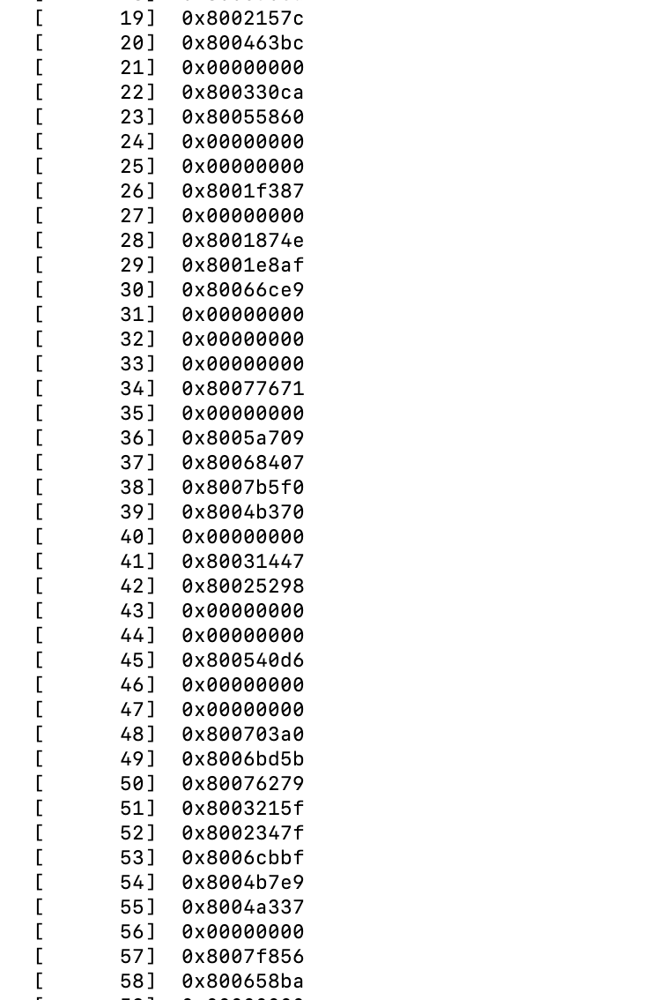 [       19]  0x8002157c
[       20]  0x800463bc
[       21]  0x00000000
[       22]  0x800330ca
[       23]  0x80055860
[       24]  0x00000000
[       25]  0x00000000
[       26]  0x8001f387
[       27]  0x00000000
[       28]  0x8001874e
[       29]  0x8001e8af
[       30]  0x80066ce9
[       31]  0x00000000
[       32]  0x00000000
[       33]  0x00000000
[       34]  0x80077671
[       35]  0x00000000
[       36]  0x8005a709
[       37]  0x80068407
[       38]  0x8007b5f0
[       39]  0x8004b370
[       40]  0x00000000
[       41]  0x80031447
[       42]  0x80025298
[       43]  0x00000000
[       44]  0x00000000
[       45]  0x800540d6
[       46]  0x00000000
[       47]  0x00000000
[       48]  0x800703a0
[       49]  0x8006bd5b
[       50]  0x80076279
[       51]  0x8003215f
[       52]  0x8002347f
[       53]  0x8006cbbf
[       54]  0x8004b7e9
[       55]  0x8004a337
[       56]  0x00000000
[       57]  0x8007f856
[       58]  0x800658ba